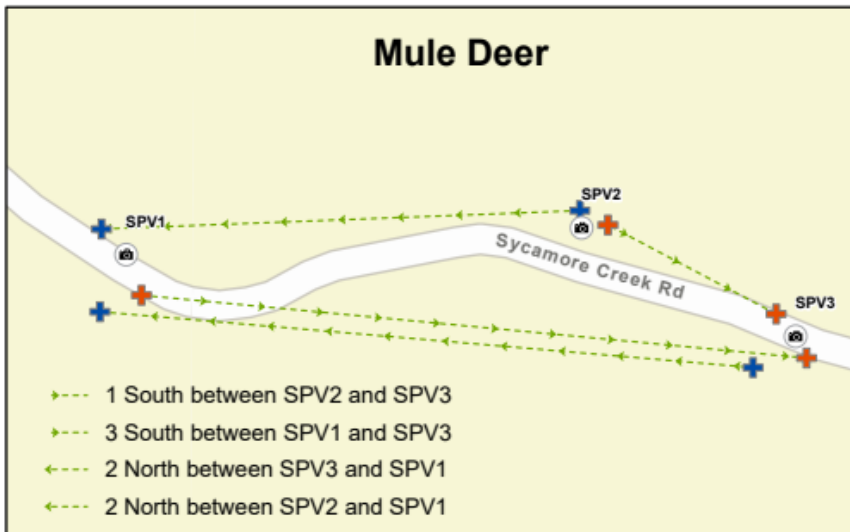 Mule Deer
SPV2
SPV1
Sycamore Creek Rd
SPV3
1 South between SPV2 and SPV3
3 South between SPV1 and SPV3
2 North between SPV3 and SPV1
2 North between SPV2 and SPV1